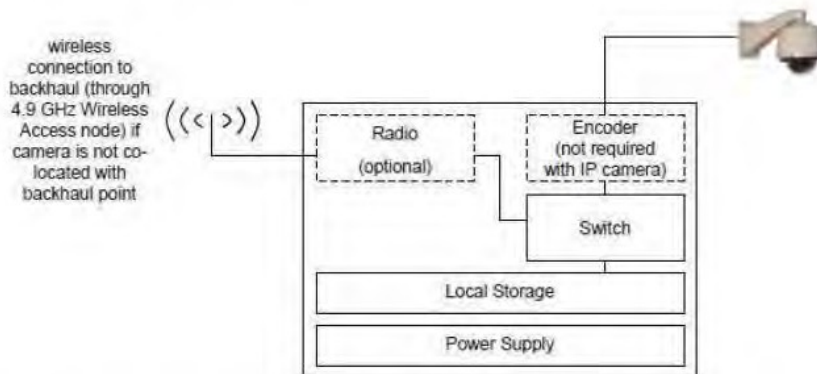 wireless
connection to
backhaul (through
4.9 GHz Wireless
Access node) if
camera is not co-
located with
backhaul point
Radio
(optional)
Encoder
(not required
with IP camera)
Switch
Local Storage
Power Supply